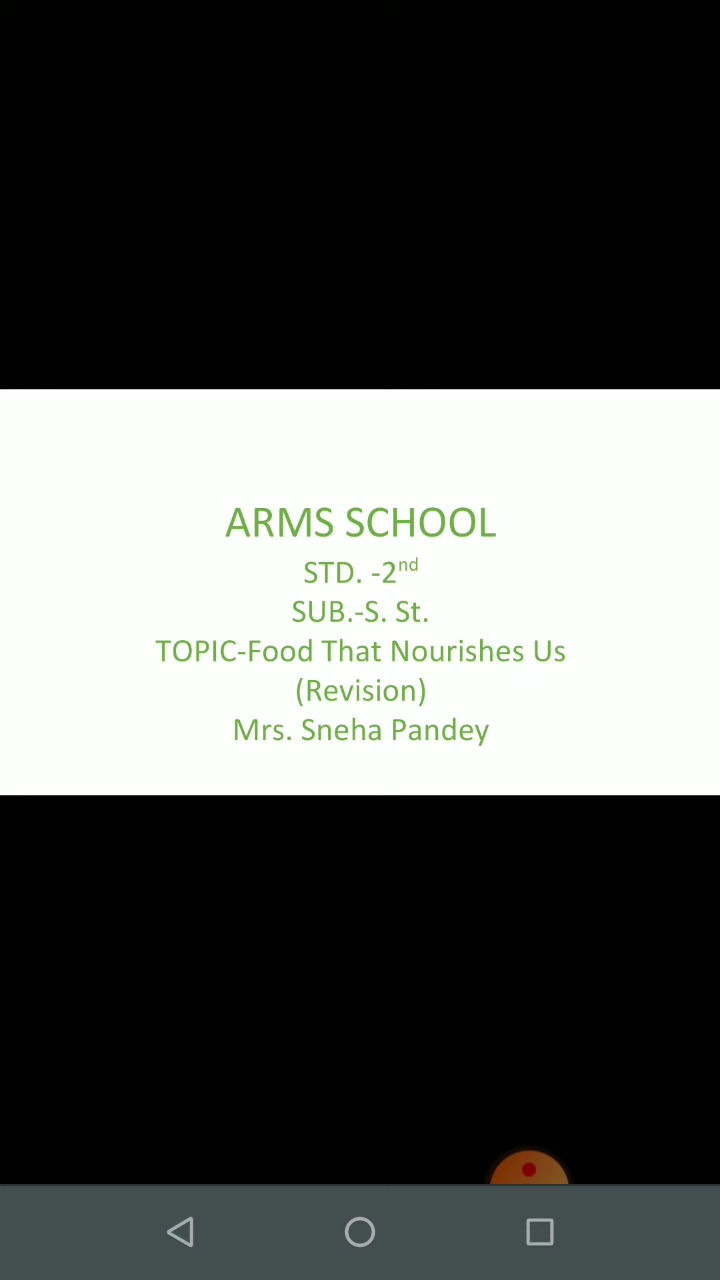 ARMS SCHOOL
STD. -2nd
SUB.-S. St.
TOPIC-Food That Nourishes Us
(Revision)
Mrs. Sneha Pandey